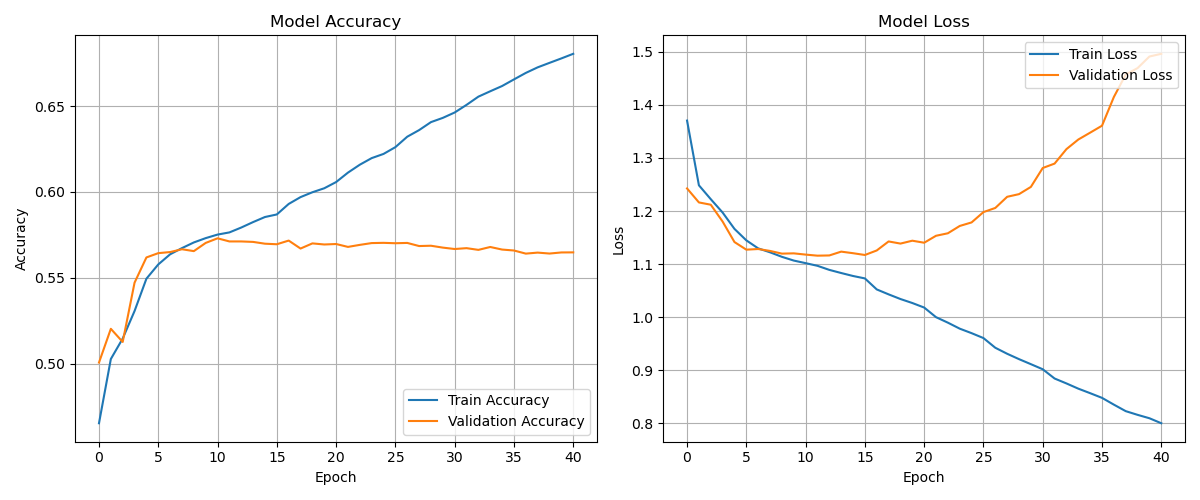 Model Accuracy
Accuracy
0.65
0.60
0.55
0.50
Train Accuracy
Validation Accuracy
0 5 10 15 20 25 30 35 40
Epoch
Model Loss
Loss
1.5
1.4
1.3
1.2
1.1
1.0
0.9
0.8
Train Loss
Validation Loss
0 5 10 15 20 25 30 35 40
Epoch